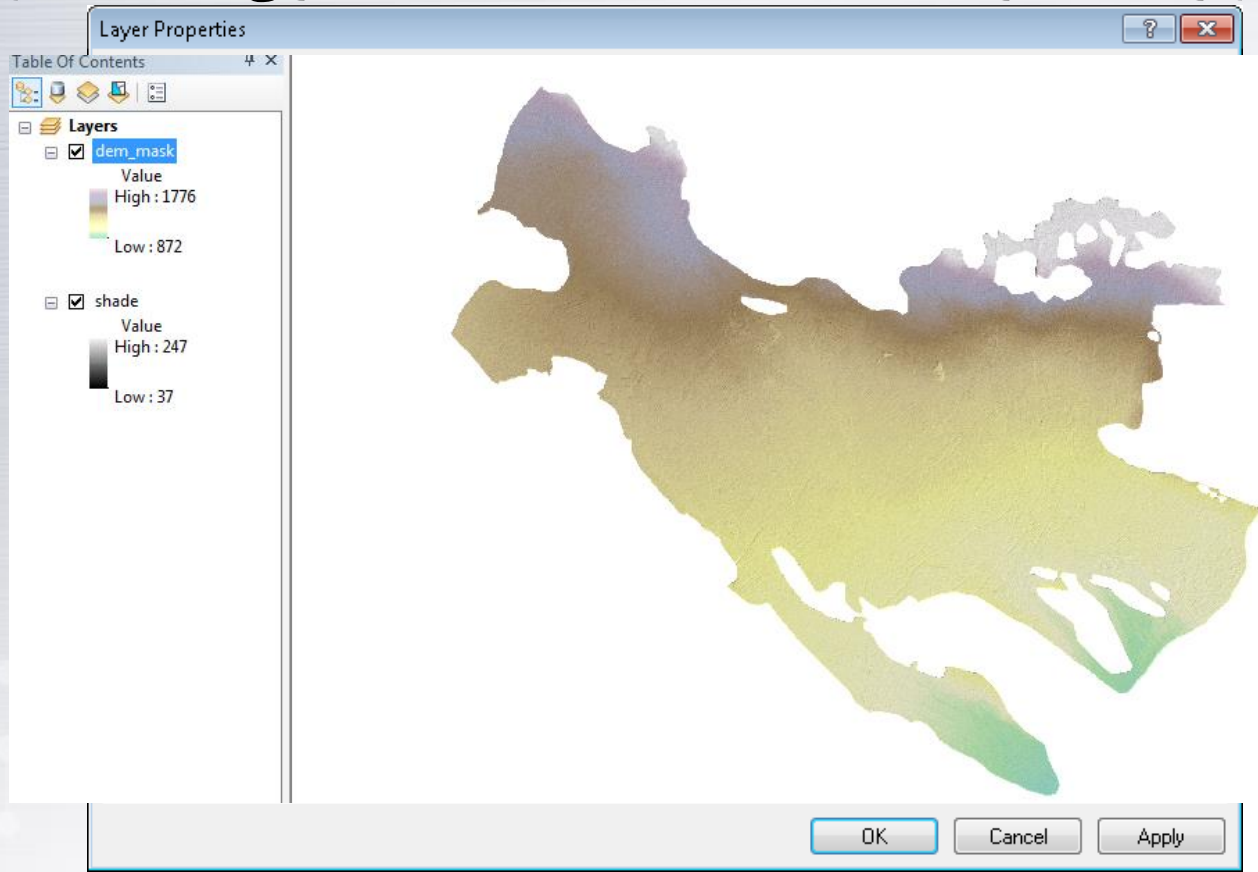 Layer Properties
Table Of Contents
Layers
dem_mask
Value
High : 1776
Low : 872
shade
Value
High : 247
Low : 37
OK
Cancel
Apply